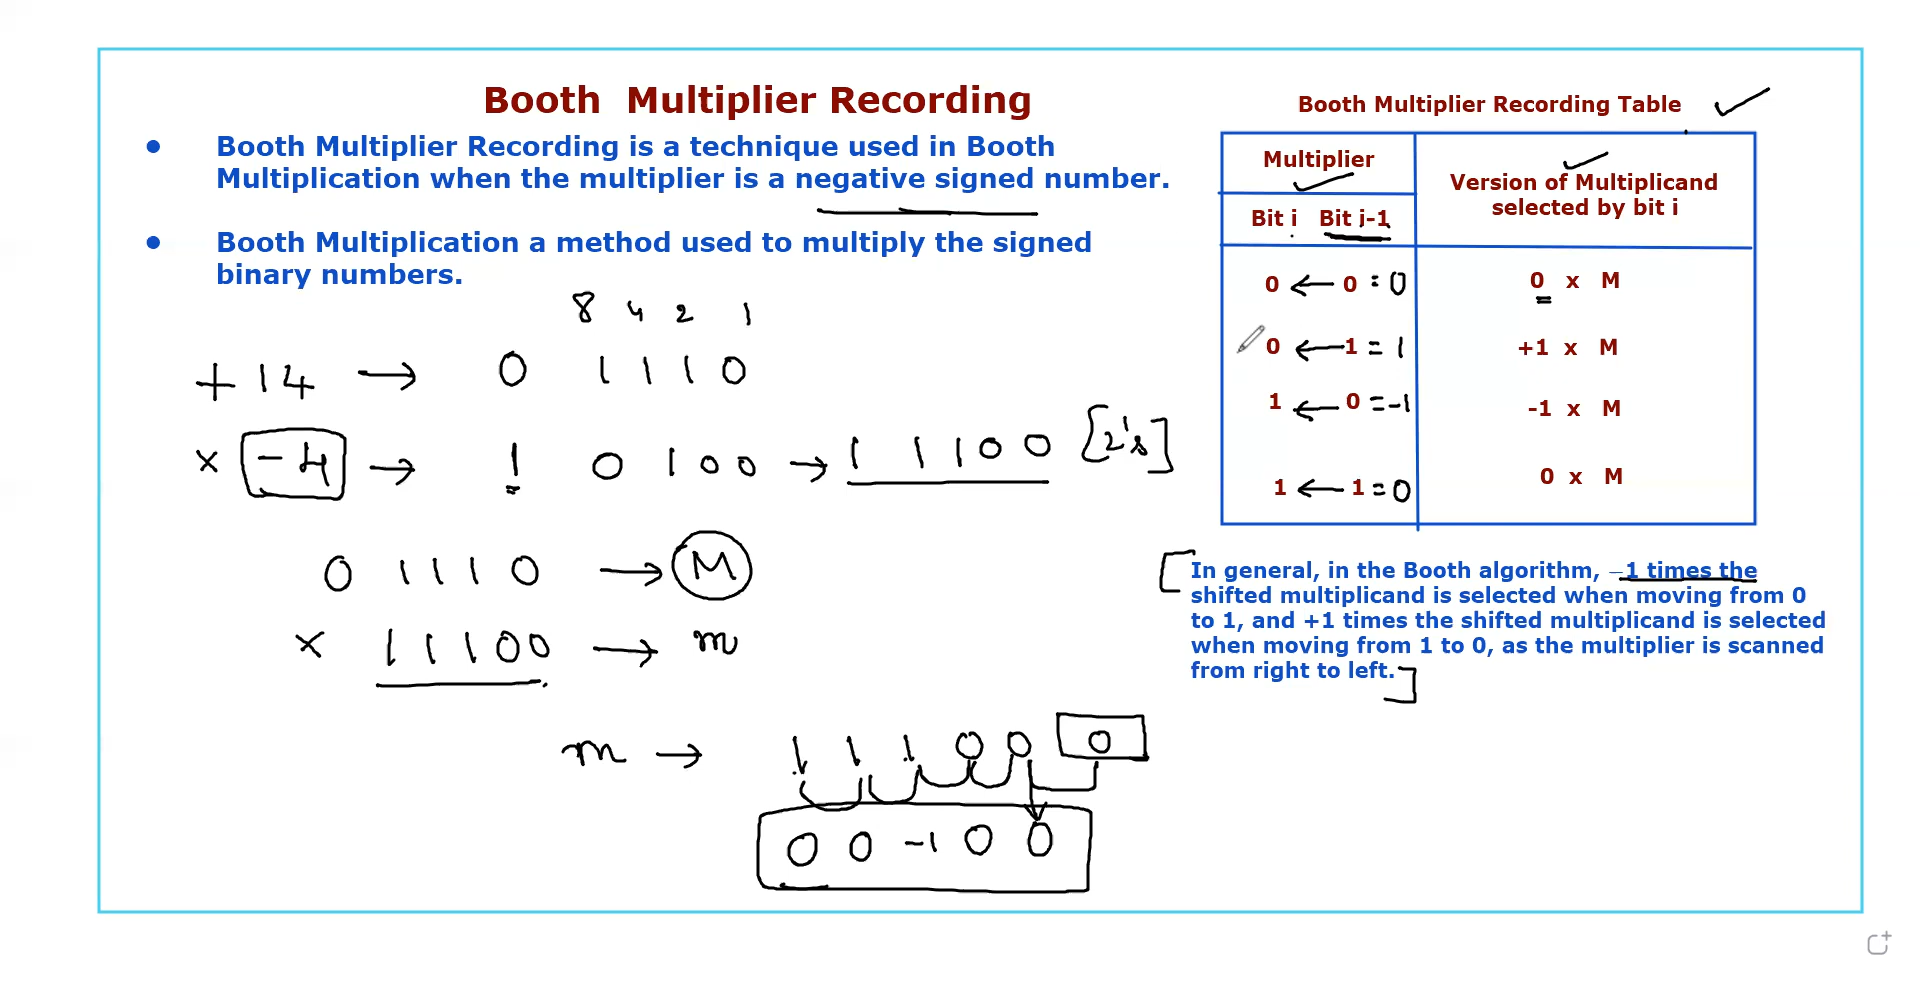 Booth Multiplier Recording
• Booth Multiplier Recording is a technique used in Booth
Multiplication when the multiplier is a negative signed number.
• Booth Multiplication a method used to multiply the signed
binary numbers.
8 4 2 1
+14 → 0 1 1 1 0
× -4 → 1 0 1 0 0 → 1 1 1 0 0 [2's]
0 1 1 1 0 → M
× 1 1 1 0 0 → m
m → 1 1 1 0 0 0
0 0 -1 0 0
Booth Multiplier Recording Table
Multiplier
Version of Multiplicand
selected by bit i
Bit i Bit i-1
0 ← 0 = 0 0 x M
0 ← 1 = 1 +1 x M
1 ← 0 = -1 -1 x M
1 ← 1 = 0 0 x M
[In general, in the Booth algorithm, −1 times the
shifted multiplicand is selected when moving from 0
to 1, and +1 times the shifted multiplicand is selected
when moving from 1 to 0, as the multiplier is scanned
from right to left.]